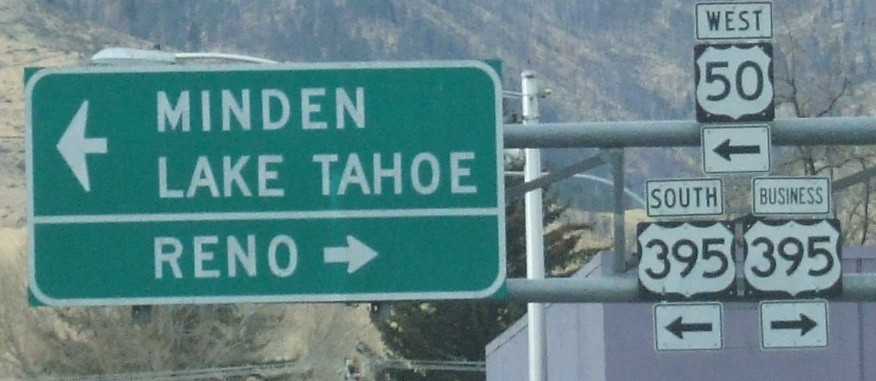 MINDEN
LAKE TAHOE
RENO
WEST
50
SOUTH
395
BUSINESS
395